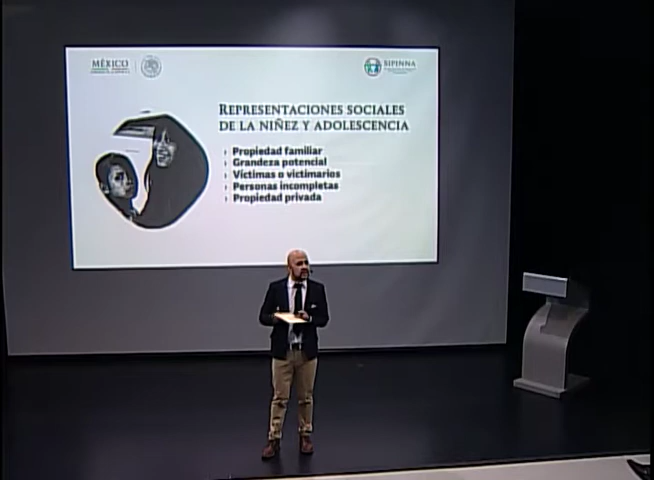 MÉXICO
SIPINNA
REPRESENTACIONES SOCIALES
DE LA NIÑEZ Y ADOLESCENCIA
› Propiedad familiar
› Grandeza potencial
› Víctimas o victimarios
› Personas incompletas
› Propiedad privada